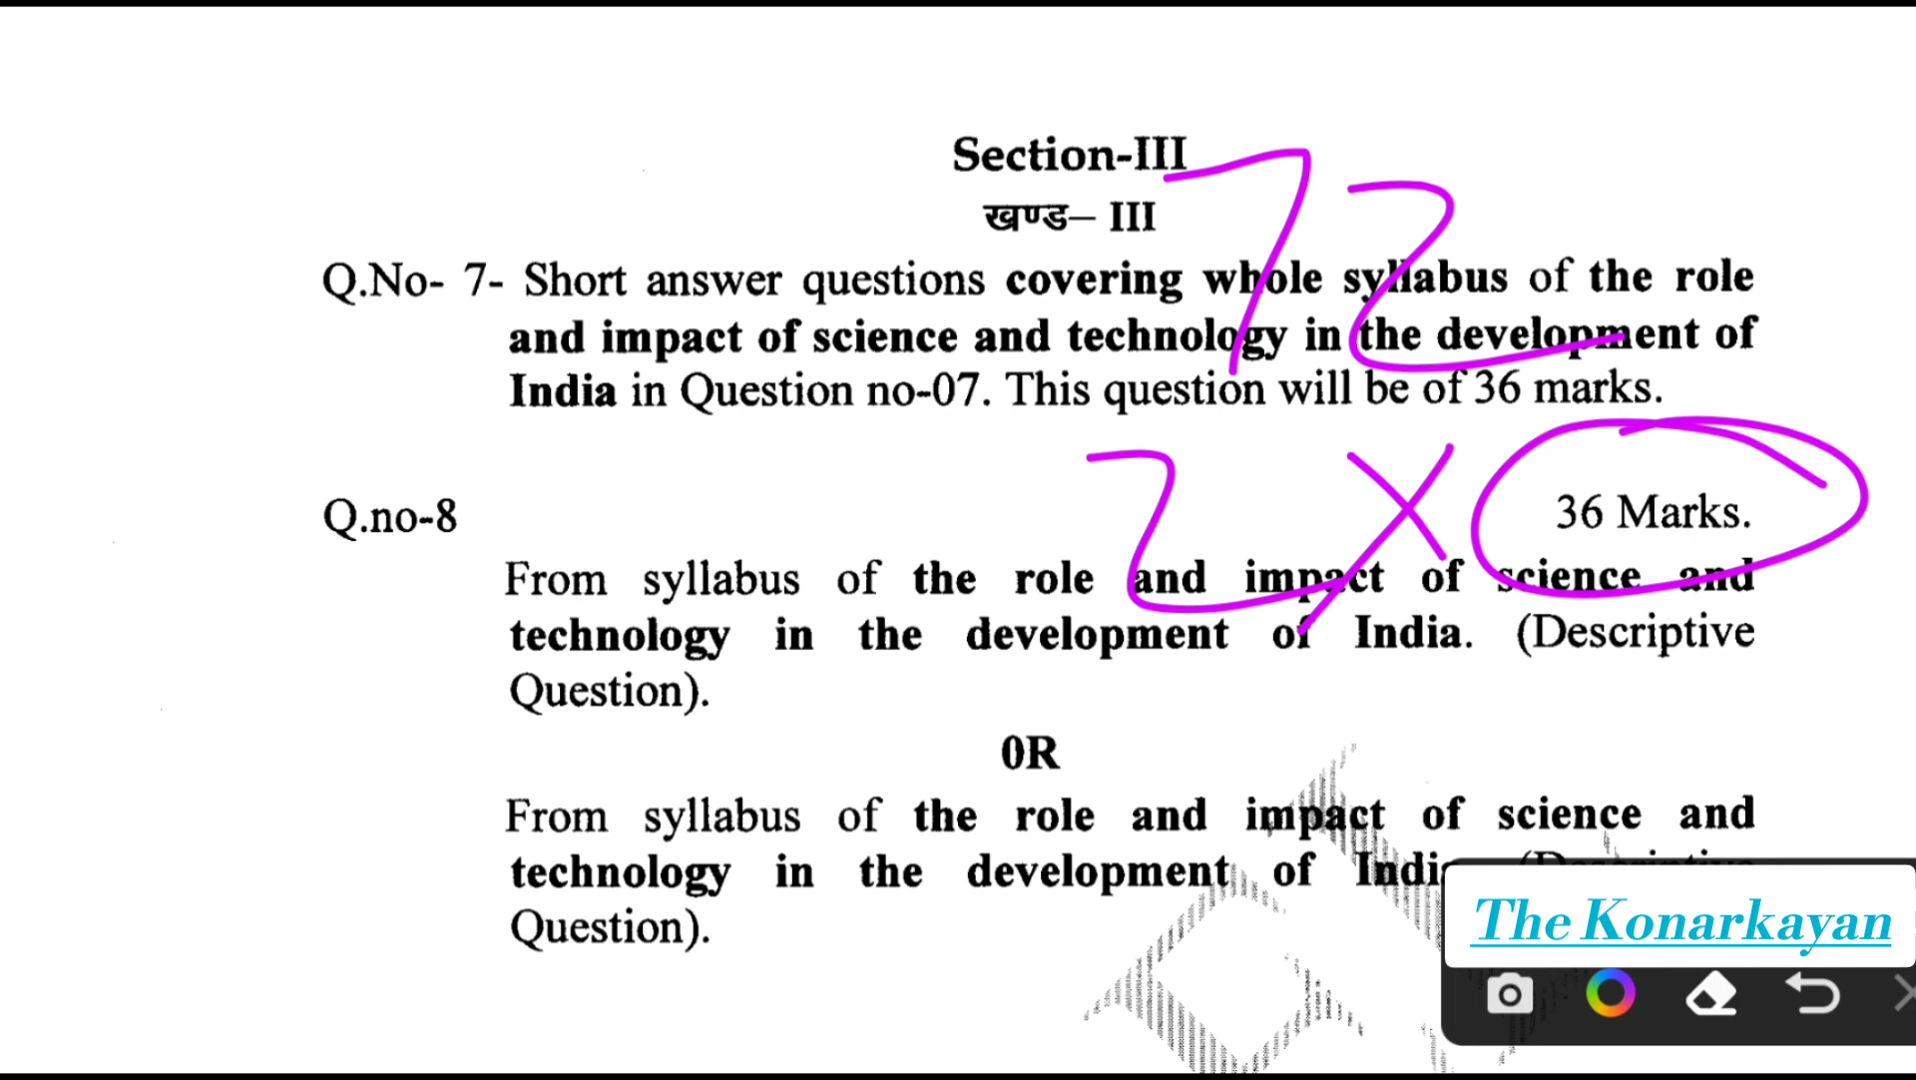 Section-III
खण्ड– III
Q.No- 7- Short answer questions covering whole syllabus of the role
and impact of science and technology in the development of
India in Question no-07. This question will be of 36 marks.
72
2 X
Q.no-8 36 Marks.
From syllabus of the role and impact of science and
technology in the development of India. (Descriptive
Question).
0R
From syllabus of the role and impact of science and
technology in the development of
Question).
The Konarkayan